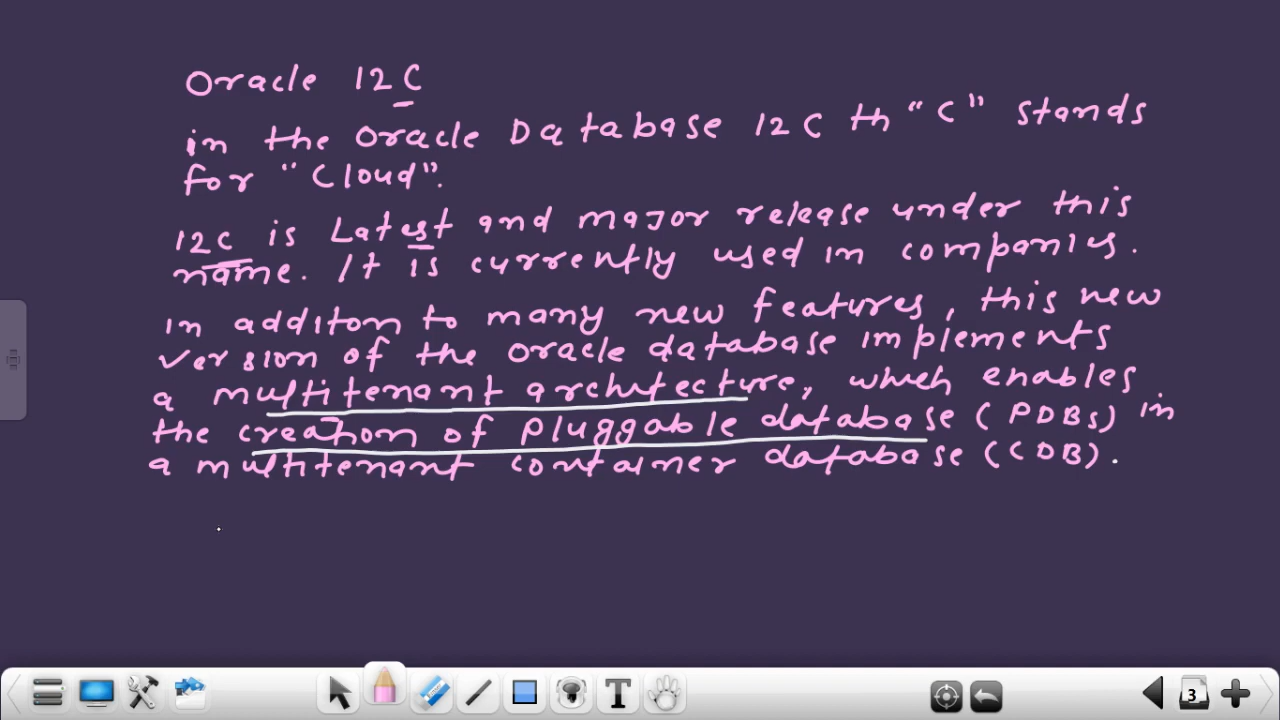 Oracle 12C
in the Oracle Database 12C th "C" stands
for "Cloud".
12C is Latest and major release under this
name. It is currently used in companies.
in additon to many new features, this new
version of the oracle database implements
a multitenant architecture, which enables
the creation of pluggable database (PDBs) in
a multitenant container database (CDB).
T
3